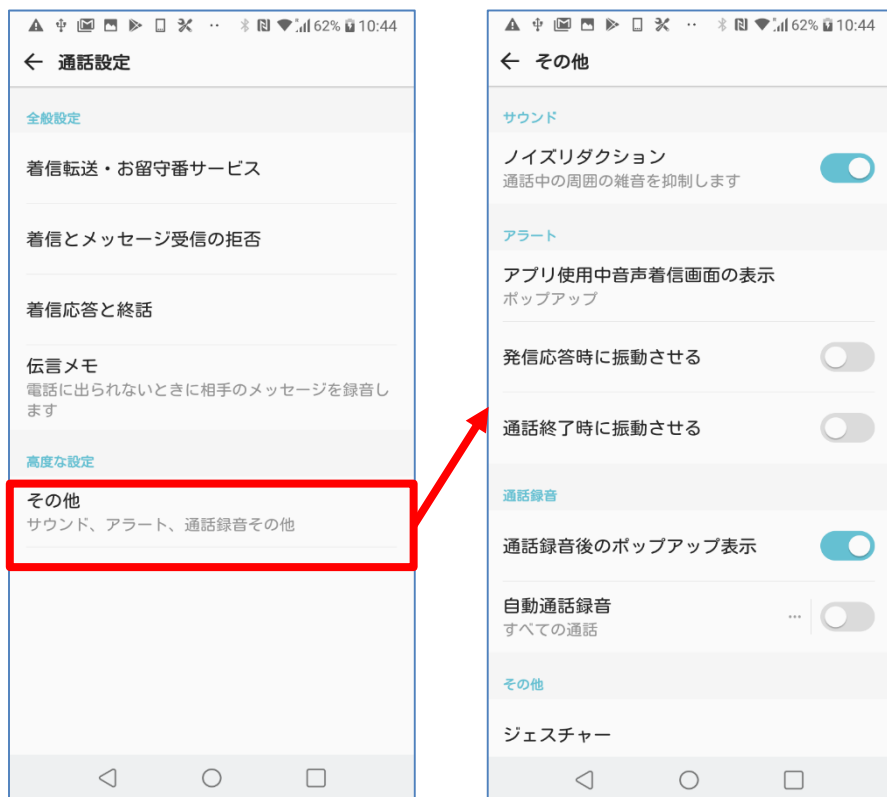 62% 10:44
通話設定
全般設定
着信転送・お留守番サービス
着信とメッセージ受信の拒否
着信応答と終話
伝言メモ
電話に出られないときに相手のメッセージを録音し
ます
高度な設定
その他
サウンド、アラート、通話録音その他
62% 10:44
その他
サウンド
ノイズリダクション
通話中の周囲の雑音を抑制します
アラート
アプリ使用中音声着信画面の表示
ポップアップ
発信応答時に振動させる
通話終了時に振動させる
通話録音
通話録音後のポップアップ表示
自動通話録音
すべての通話
その他
ジェスチャー